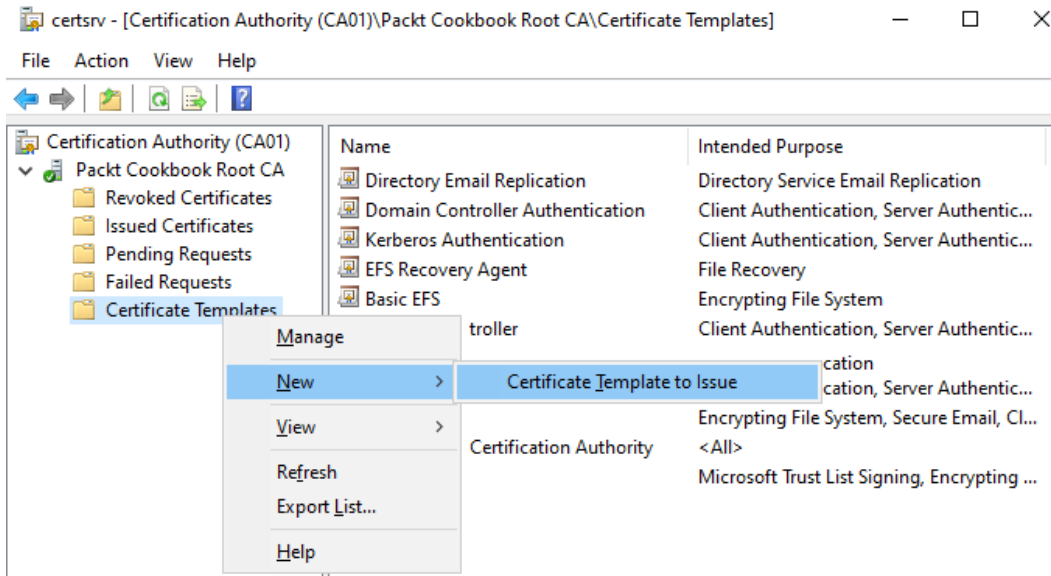 certsrv - [Certification Authority (CA01)\Packt Cookbook Root CA\Certificate Templates]
File Action View Help
Certification Authority (CA01)
Packt Cookbook Root CA
Revoked Certificates
Issued Certificates
Pending Requests
Failed Requests
Certificate Templates
Name Intended Purpose
Directory Email Replication Directory Service Email Replication
Domain Controller Authentication Client Authentication, Server Authentic...
Kerberos Authentication Client Authentication, Server Authentic...
EFS Recovery Agent File Recovery
Basic EFS Encrypting File System
troller Client Authentication, Server Authentic...
cation
cation, Server Authentic...
Encrypting File System, Secure Email, Cl...
Certification Authority <All>
Microsoft Trust List Signing, Encrypting ...
Manage
New
Certificate Template to Issue
View
Refresh
Export List...
Help